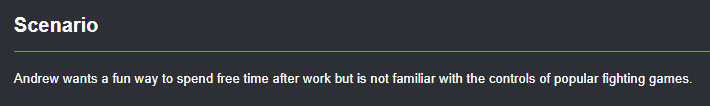 Scenario
Andrew wants a fun way to spend free time after work but is not familiar with the controls of popular fighting games.